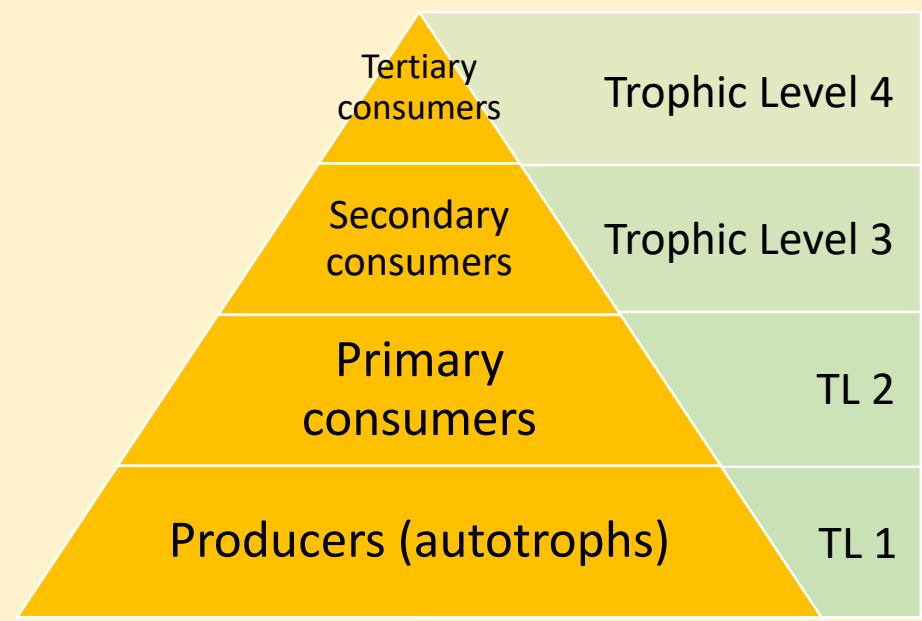 Tertiary
consumers
Trophic Level 4
Secondary
consumers
Trophic Level 3
Primary
consumers
TL 2
Producers (autotrophs)
TL 1